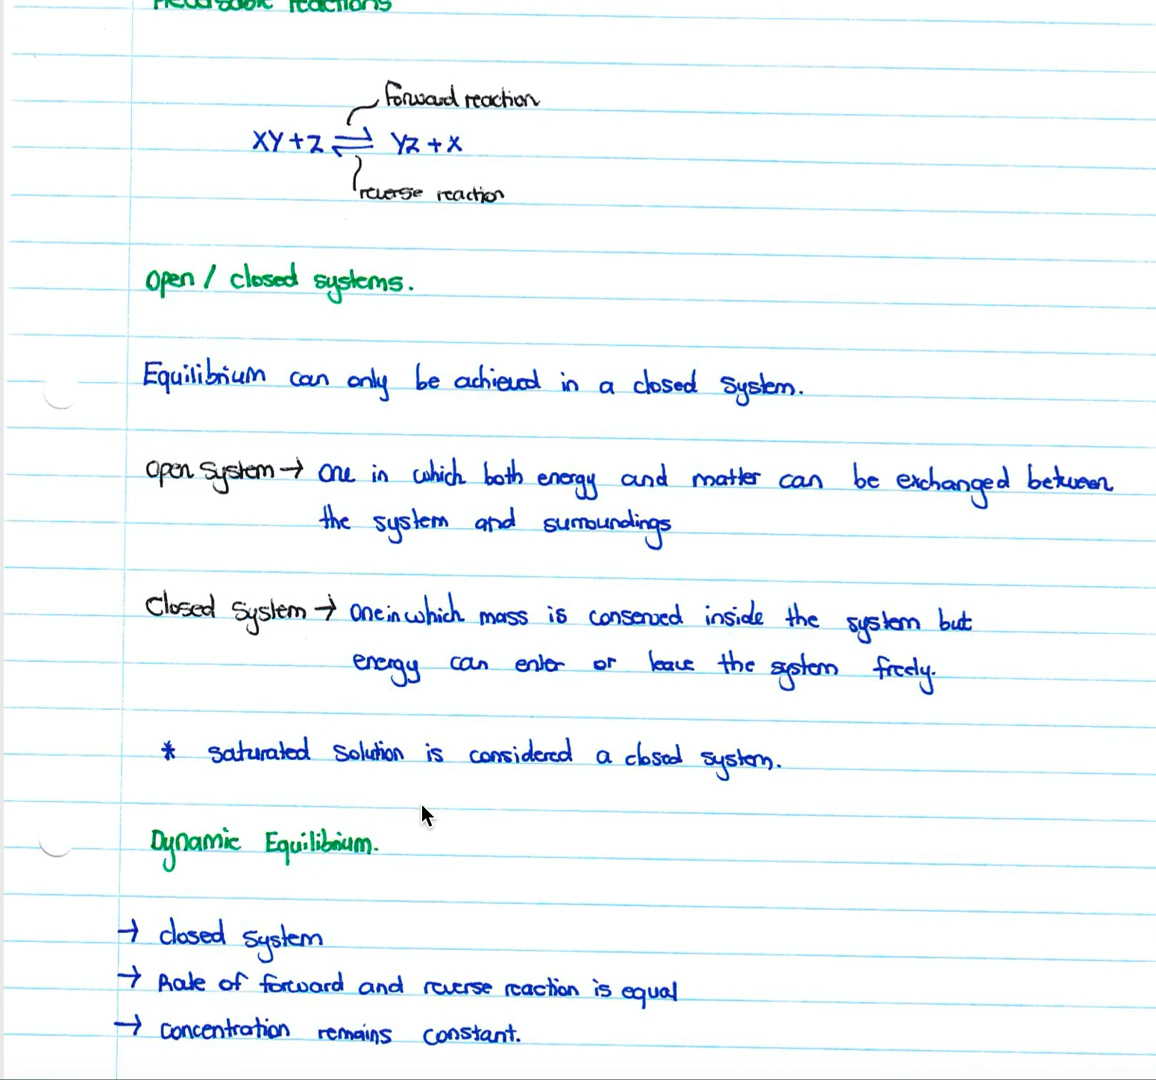 Reversible reactions
forward reaction
XY + Z ⇌ YZ + X
reverse reaction
Open / closed systems.
Equilibrium can only be achieved in a closed system.
Open system → one in which both energy and matter can be exchanged between
the system and surroundings
Closed system → one in which mass is conserved inside the system but
energy can enter or leave the system freely.
* saturated solution is considered a closed system.
Dynamic Equilibrium.
→ closed system
→ Rate of forward and reverse reaction is equal
→ concentration remains constant.